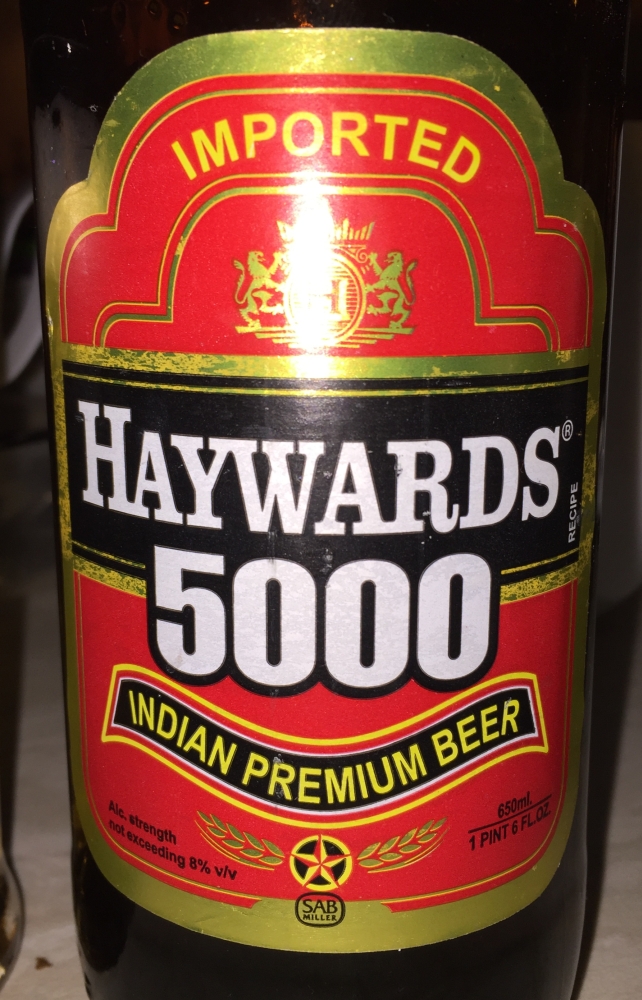 IMPORTED
H
HAYWARDS®
RECIPE
5000
INDIAN PREMIUM BEER
Alc. strength
not exceeding 8% v/v
650ml.
1 PINT 6 FL.OZ.
SAB
MILLER